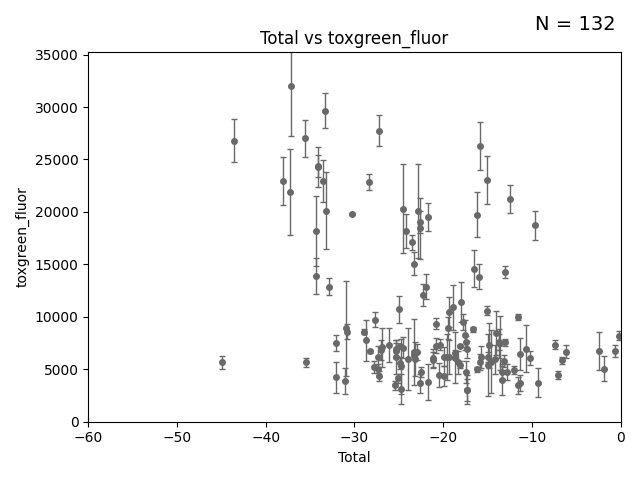 N = 132
Total vs toxgreen_fluor
35000
30000
25000
20000
15000
10000
5000
0
toxgreen_fluor
−60 −50 −40 −30 −20 −10 0
Total